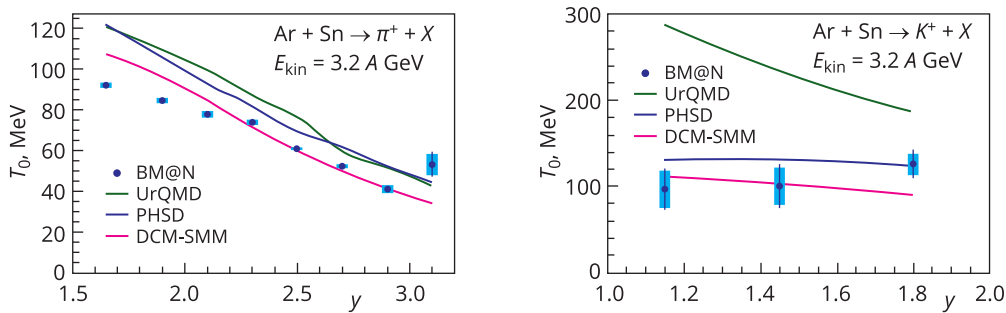 Ar + Sn → π⁺ + X
E_kin = 3.2 A GeV
T₀, MeV
120
100
80
60
40
20
0
BM@N
UrQMD
PHSD
DCM-SMM
1.5
2.0
2.5
3.0
y
Ar + Sn → K⁺ + X
E_kin = 3.2 A GeV
T₀, MeV
300
200
100
0
BM@N
UrQMD
PHSD
DCM-SMM
1.0
1.2
1.4
1.6
1.8
2.0
y